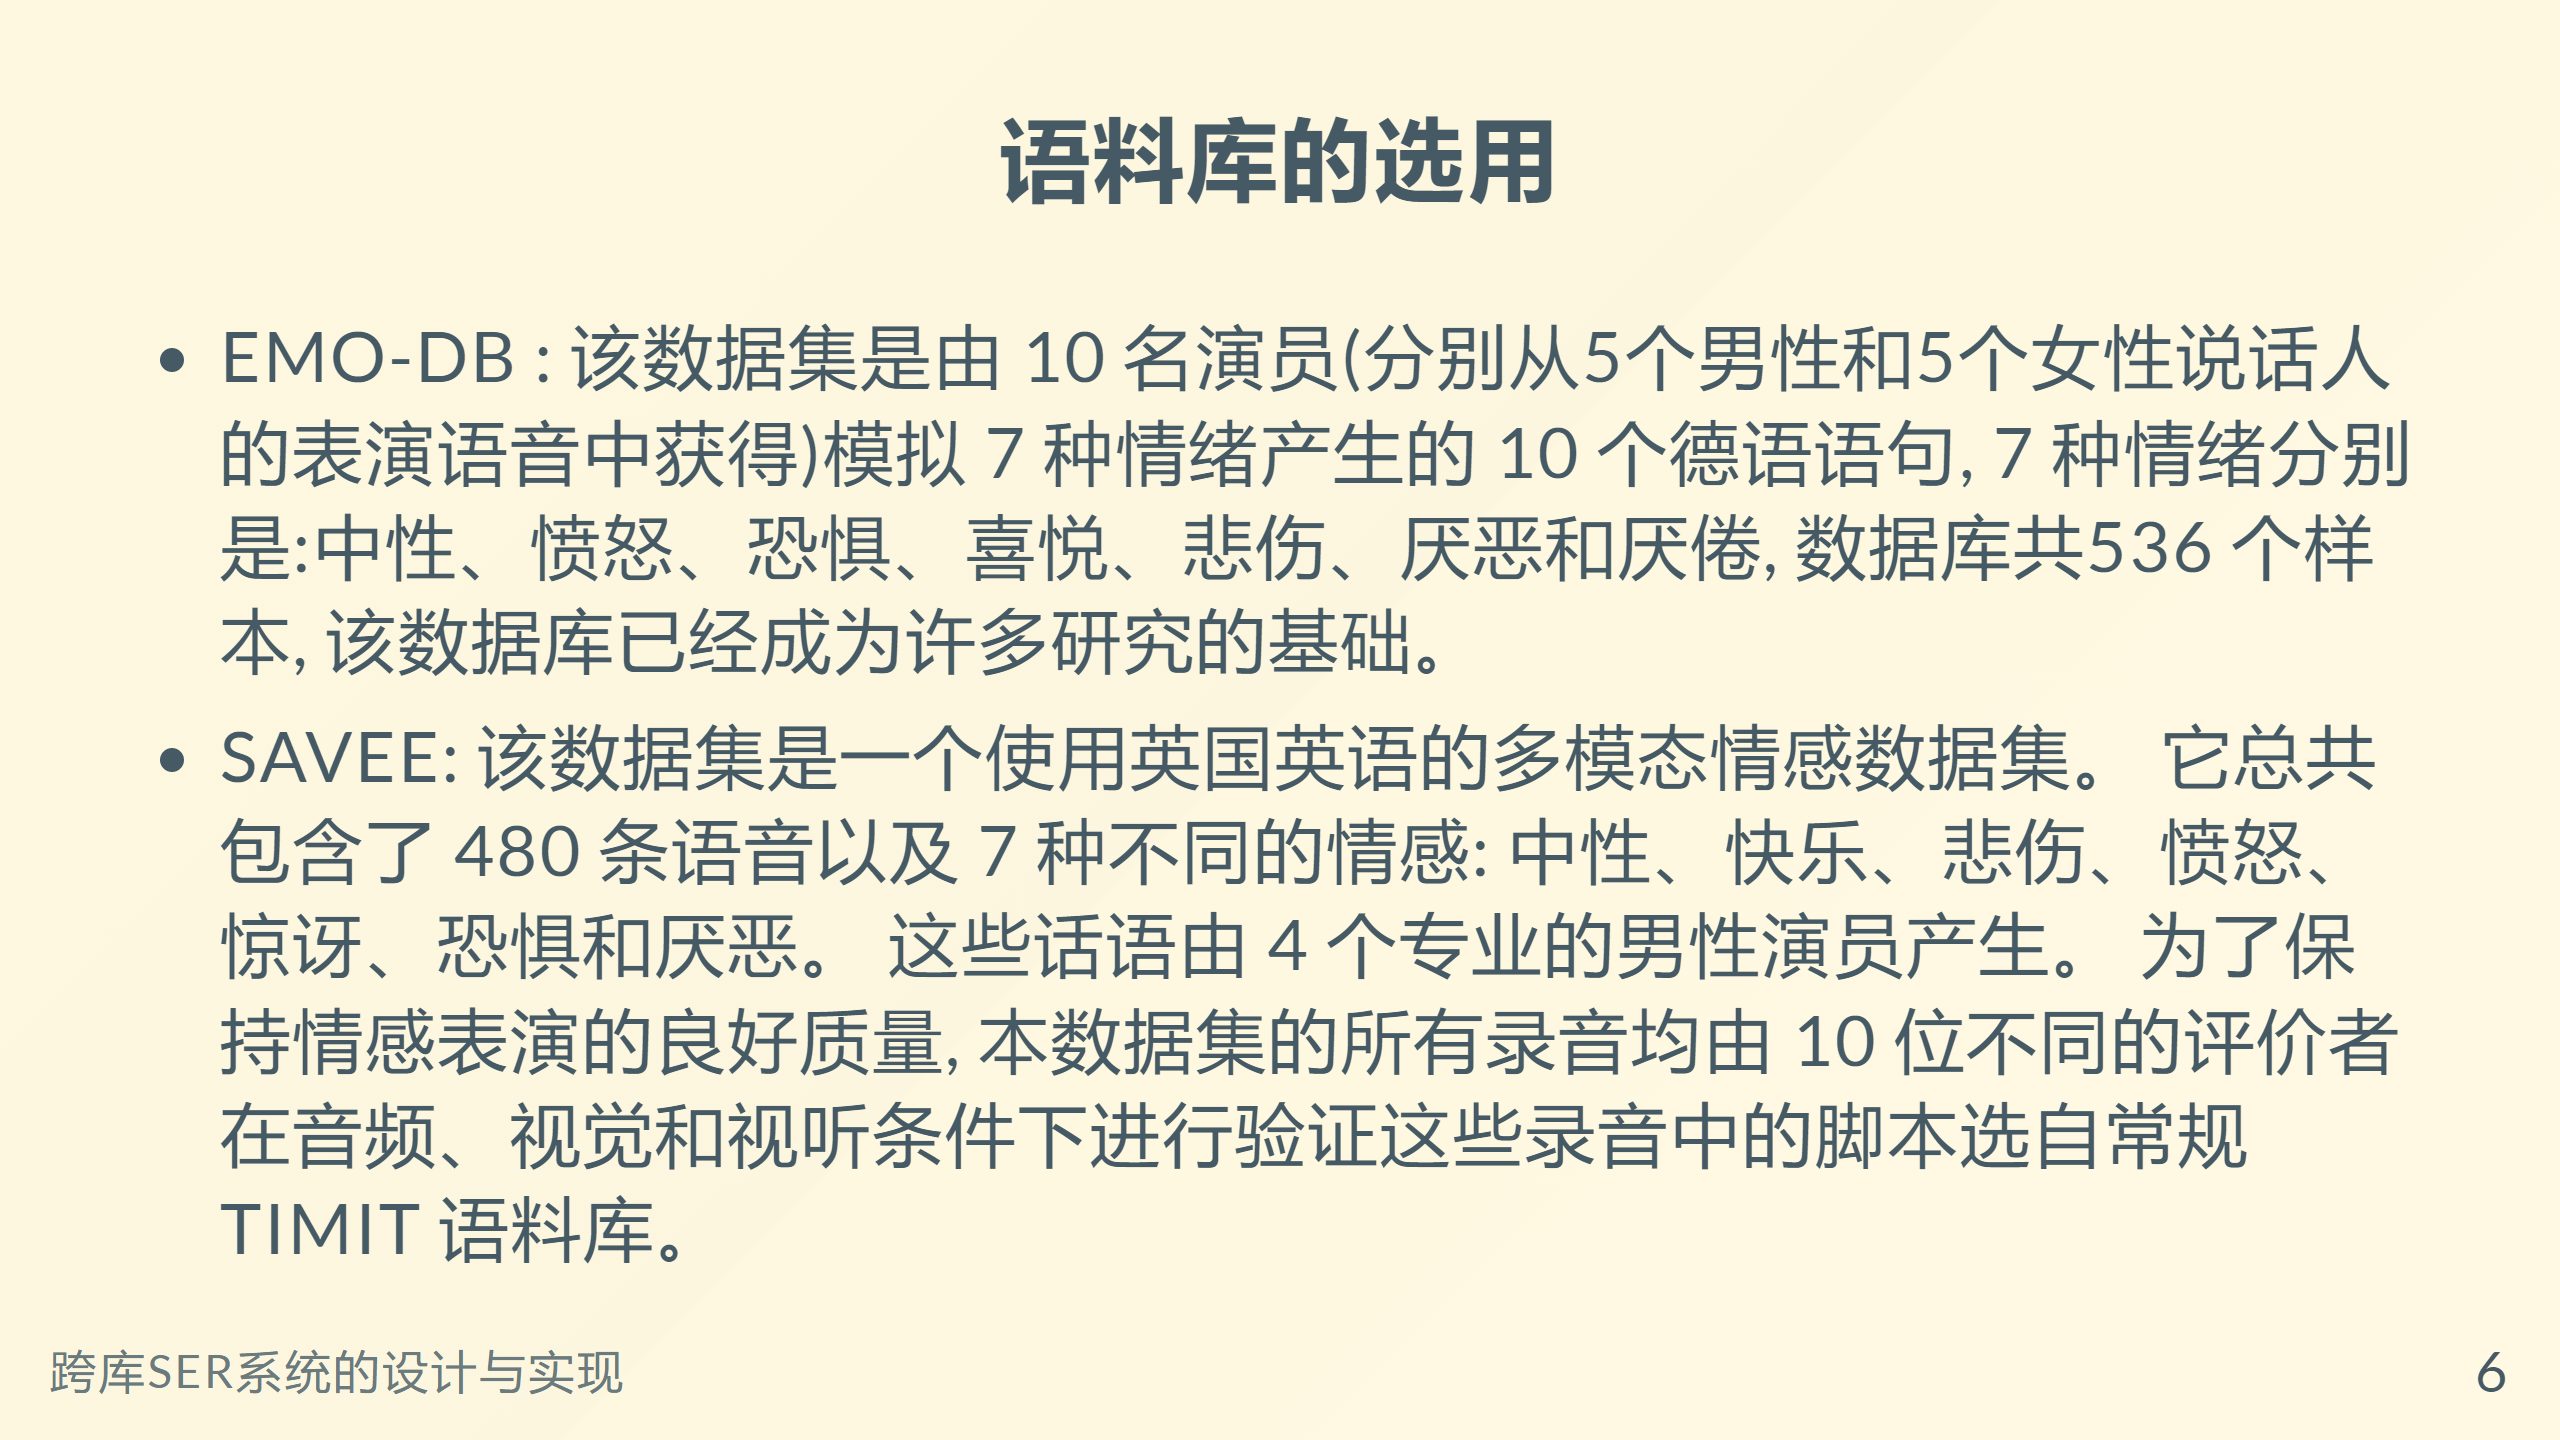 语料库的选用
• EMO-DB : 该数据集是由 10 名演员(分别从5个男性和5个女性说话人
的表演语音中获得)模拟 7 种情绪产生的 10 个德语语句, 7 种情绪分别
是:中性、愤怒、恐惧、喜悦、悲伤、厌恶和厌倦, 数据库共536 个样
本, 该数据库已经成为许多研究的基础。
• SAVEE: 该数据集是一个使用英国英语的多模态情感数据集。 它总共
包含了 480 条语音以及 7 种不同的情感: 中性、快乐、悲伤、愤怒、
惊讶、恐惧和厌恶。 这些话语由 4 个专业的男性演员产生。 为了保
持情感表演的良好质量, 本数据集的所有录音均由 10 位不同的评价者
在音频、视觉和视听条件下进行验证这些录音中的脚本选自常规
TIMIT 语料库。
跨库SER系统的设计与实现
6